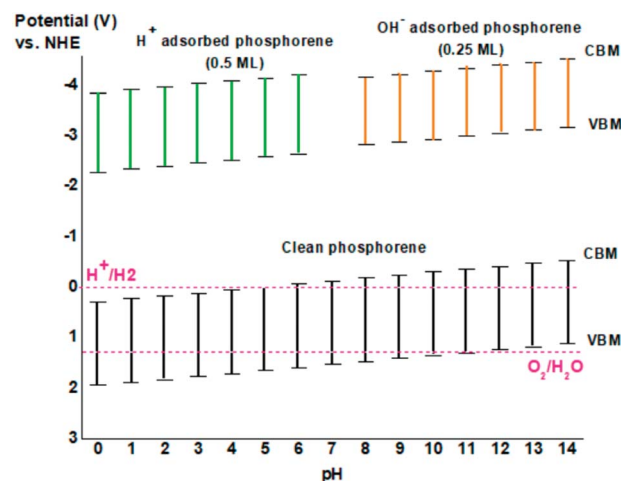 Potential (V)
vs. NHE
H+ adsorbed phosphorene
(0.5 ML)
OH- adsorbed phosphorene
(0.25 ML)
CBM
VBM
-4
-3
-2
-1
0
1
2
3
Clean phosphorene
H+/H2
CBM
VBM
O₂/H₂O
0 1 2 3 4 5 6 7 8 9 10 11 12 13 14
pH